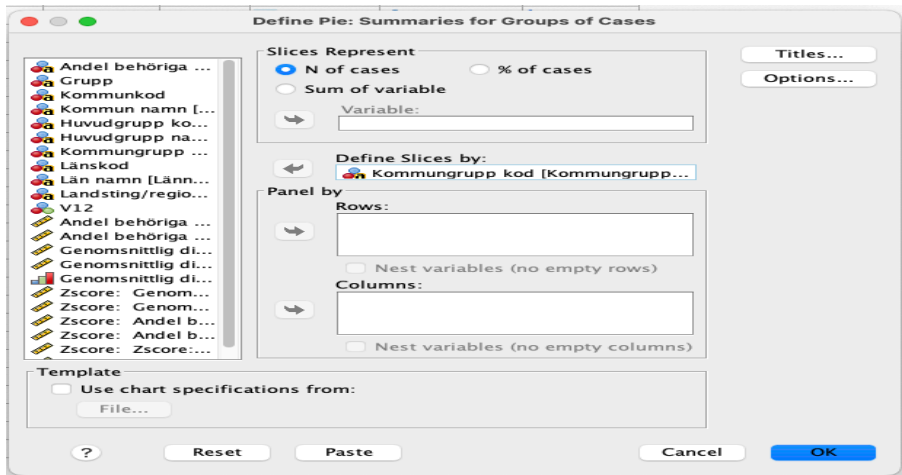 Define Pie: Summaries for Groups of Cases
Andel behöriga ...
Grupp
Kommunkod
Kommun namn [...
Huvudgrupp ko...
Huvudgrupp na...
Kommungrupp ...
Länskod
Län namn [Länn...
Landsting/regio...
V12
Andel behöriga ...
Andel behöriga ...
Genomsnittlig di...
Genomsnittlig di...
Genomsnittlig di...
Zscore: Genom...
Zscore: Genom...
Zscore: Andel b...
Zscore: Andel b...
Zscore: Zscore:...
Slices Represent
N of cases
% of cases
Sum of variable
Variable:
Define Slices by:
Kommungrupp kod [Kommungrupp...
Panel by
Rows:
Nest variables (no empty rows)
Columns:
Nest variables (no empty columns)
Titles...
Options...
Template
Use chart specifications from:
File...
?
Reset
Paste
Cancel
OK